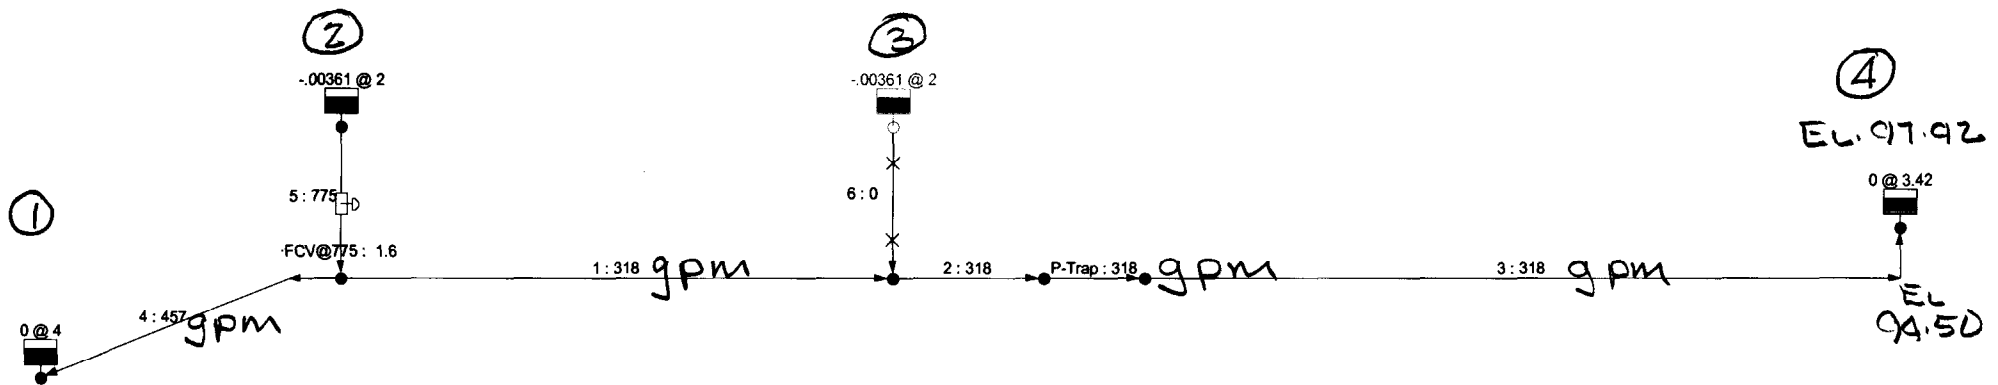 ②
③
④
-.00361 @ 2
-.00361 @ 2
EL. 97.92
0 @ 3.42
①
5 : 775
6 : 0
FCV@775 : 1.6
1 : 318 gpm
2 : 318
P-Trap : 318 gpm
3 : 318 gpm
EL
94.50
4 : 457 gpm
0 @ 4